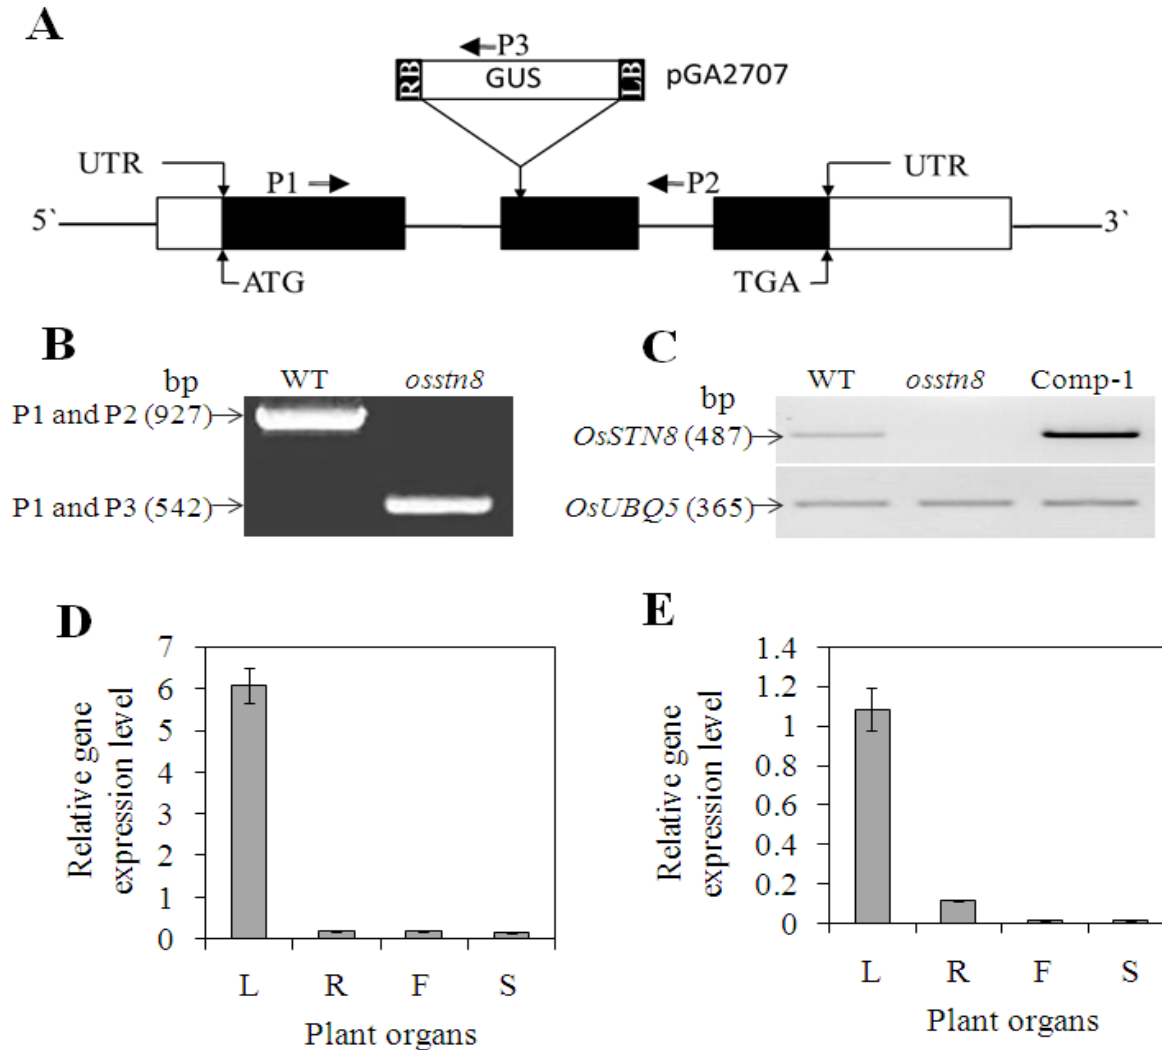 A
P3
RB GUS LB pGA2707
UTR UTR
P1 P2
5` 3`
ATG TGA
B
bp WT osstn8
P1 and P2 (927)
P1 and P3 (542)
C
WT osstn8 Comp-1
bp
OsSTN8 (487)
OsUBQ5 (365)
D
Relative gene
expression level
7
6
5
4
3
2
1
0
L R F S
Plant organs
E
Relative gene
expression level
1.4
1.2
1
0.8
0.6
0.4
0.2
0
L R F S
Plant organs